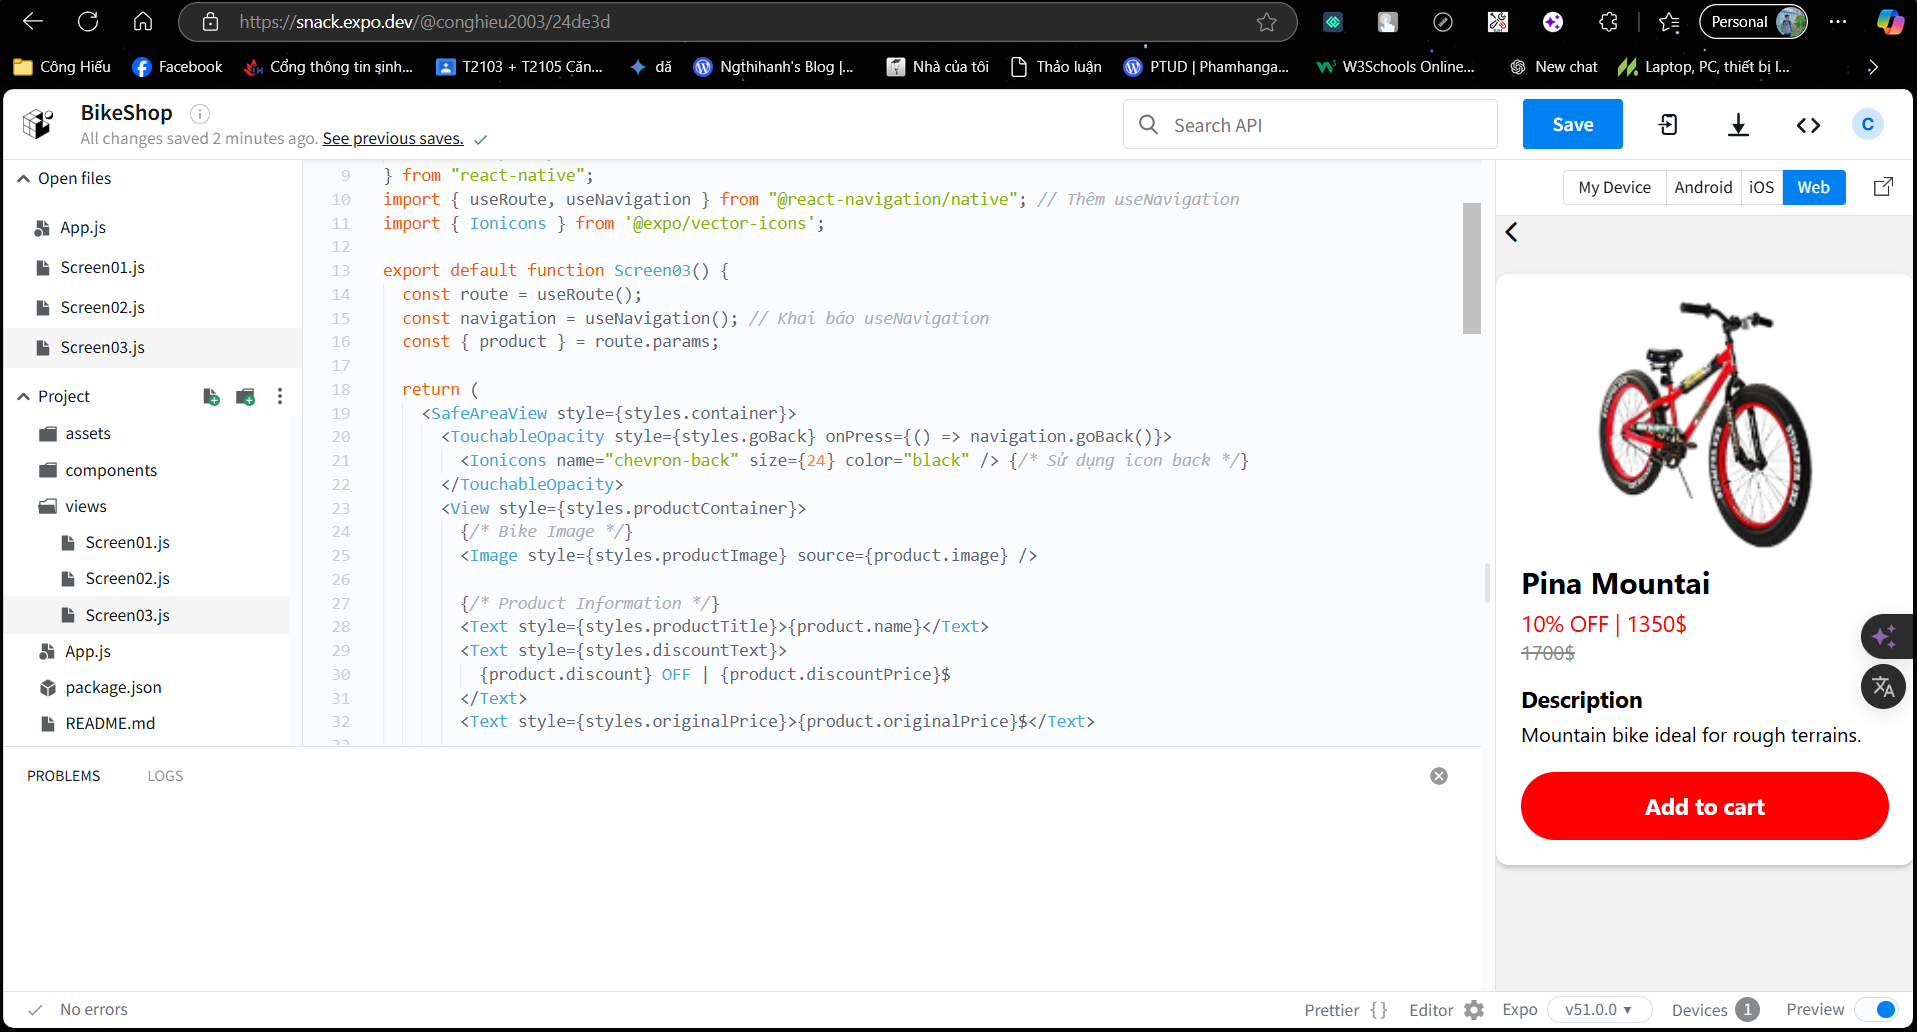 https://snack.expo.dev/@conghieu2003/24de3d
Personal
Công Hiếu
Facebook
Cổng thông tin sinh...
T2103 + T2105 Căn...
dã
Ngthihanh's Blog |...
Nhà của tôi
Thảo luận
PTUD | Phamhanga...
W3Schools Online...
New chat
Laptop, PC, thiết bị l...
BikeShop
All changes saved 2 minutes ago. See previous saves.
Search API
Save
C
Open files
App.js
Screen01.js
Screen02.js
Screen03.js
Project
assets
components
views
Screen01.js
Screen02.js
Screen03.js
App.js
package.json
README.md
9 } from "react-native";
10 import { useRoute, useNavigation } from "@react-navigation/native"; // Thêm useNavigation
11 import { Ionicons } from '@expo/vector-icons';
12
13 export default function Screen03() {
14 const route = useRoute();
15 const navigation = useNavigation(); // Khai báo useNavigation
16 const { product } = route.params;
17
18 return (
19 <SafeAreaView style={styles.container}>
20 <TouchableOpacity style={styles.goBack} onPress={() => navigation.goBack()}>
21 <Ionicons name="chevron-back" size={24} color="black" /> {/* Sử dụng icon back */}
22 </TouchableOpacity>
23 <View style={styles.productContainer}>
24 {/* Bike Image */}
25 <Image style={styles.productImage} source={product.image} />
26
27 {/* Product Information */}
28 <Text style={styles.productTitle}>{product.name}</Text>
29 <Text style={styles.discountText}>
30 {product.discount} OFF | {product.discountPrice}$
31 </Text>
32 <Text style={styles.originalPrice}>{product.originalPrice}$</Text>
My Device
Android
iOS
Web
Pina Mountai
10% OFF | 1350$
1700$
Description
Mountain bike ideal for rough terrains.
Add to cart
PROBLEMS
LOGS
No errors
Prettier {}
Editor
Expo
v51.0.0
Devices 1
Preview